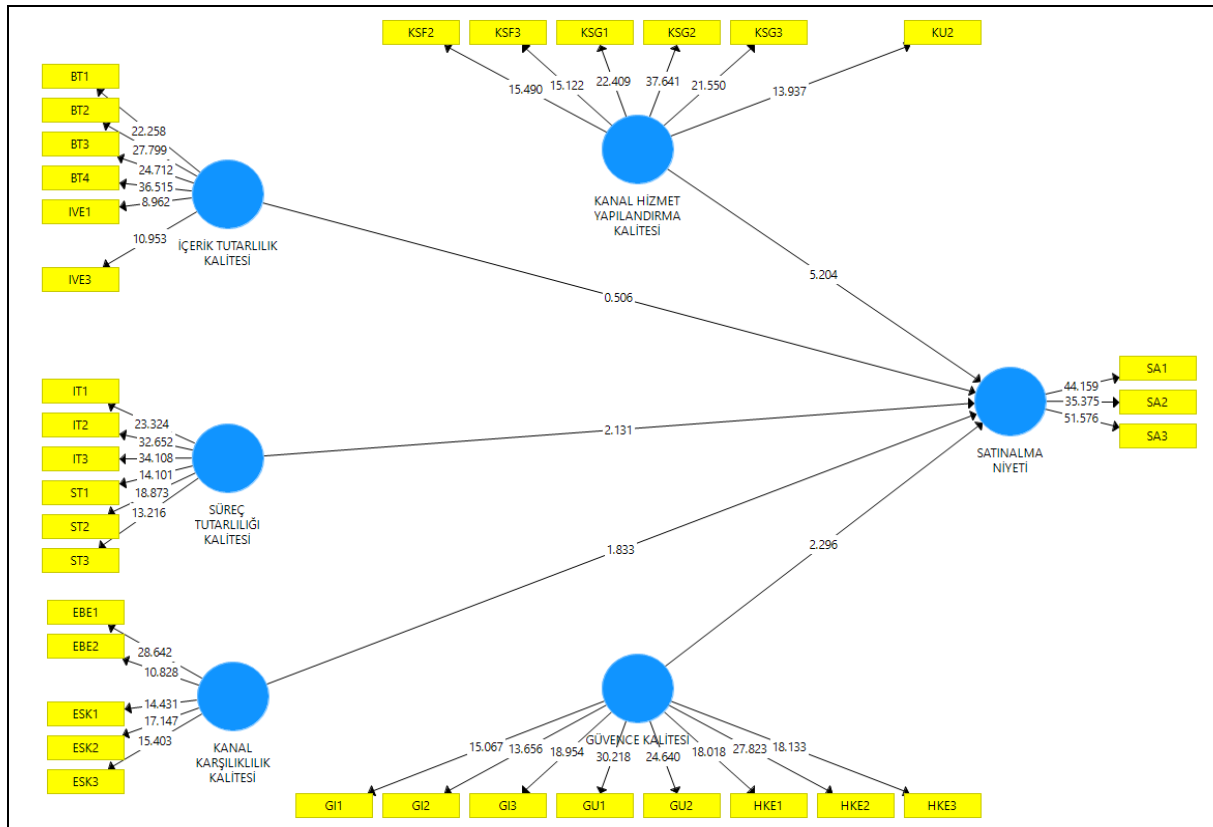 KSF2
KSF3
KSG1
KSG2
KSG3
KU2
15.490
15.122
22.409
37.641
21.550
13.937
KANAL HİZMET
YAPILANDIRMA
KALİTESİ
BT1
BT2
BT3
BT4
IVE1
IVE3
22.258
27.799
24.712
36.515
8.962
10.953
İÇERİK TUTARLILIK
KALİTESİ
5.204
0.506
IT1
IT2
IT3
ST1
ST2
ST3
23.324
32.652
34.108
14.101
18.873
13.216
SÜREÇ
TUTARLILIĞI
KALİTESİ
2.131
SATINALMA
NİYETİ
44.159
35.375
51.576
SA1
SA2
SA3
1.833
2.296
EBE1
EBE2
ESK1
ESK2
ESK3
28.642
10.828
14.431
17.147
15.403
KANAL
KARŞILIKLILIK
KALİTESİ
GÜVENCE KALİTESİ
15.067
13.656
18.954
30.218
24.640
18.018
27.823
18.133
GI1
GI2
GI3
GU1
GU2
HKE1
HKE2
HKE3